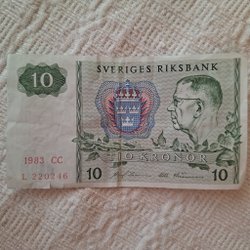 SVERIGES RIKSBANK
10
1983 CC
L 220246
TIO KRONOR
10
10